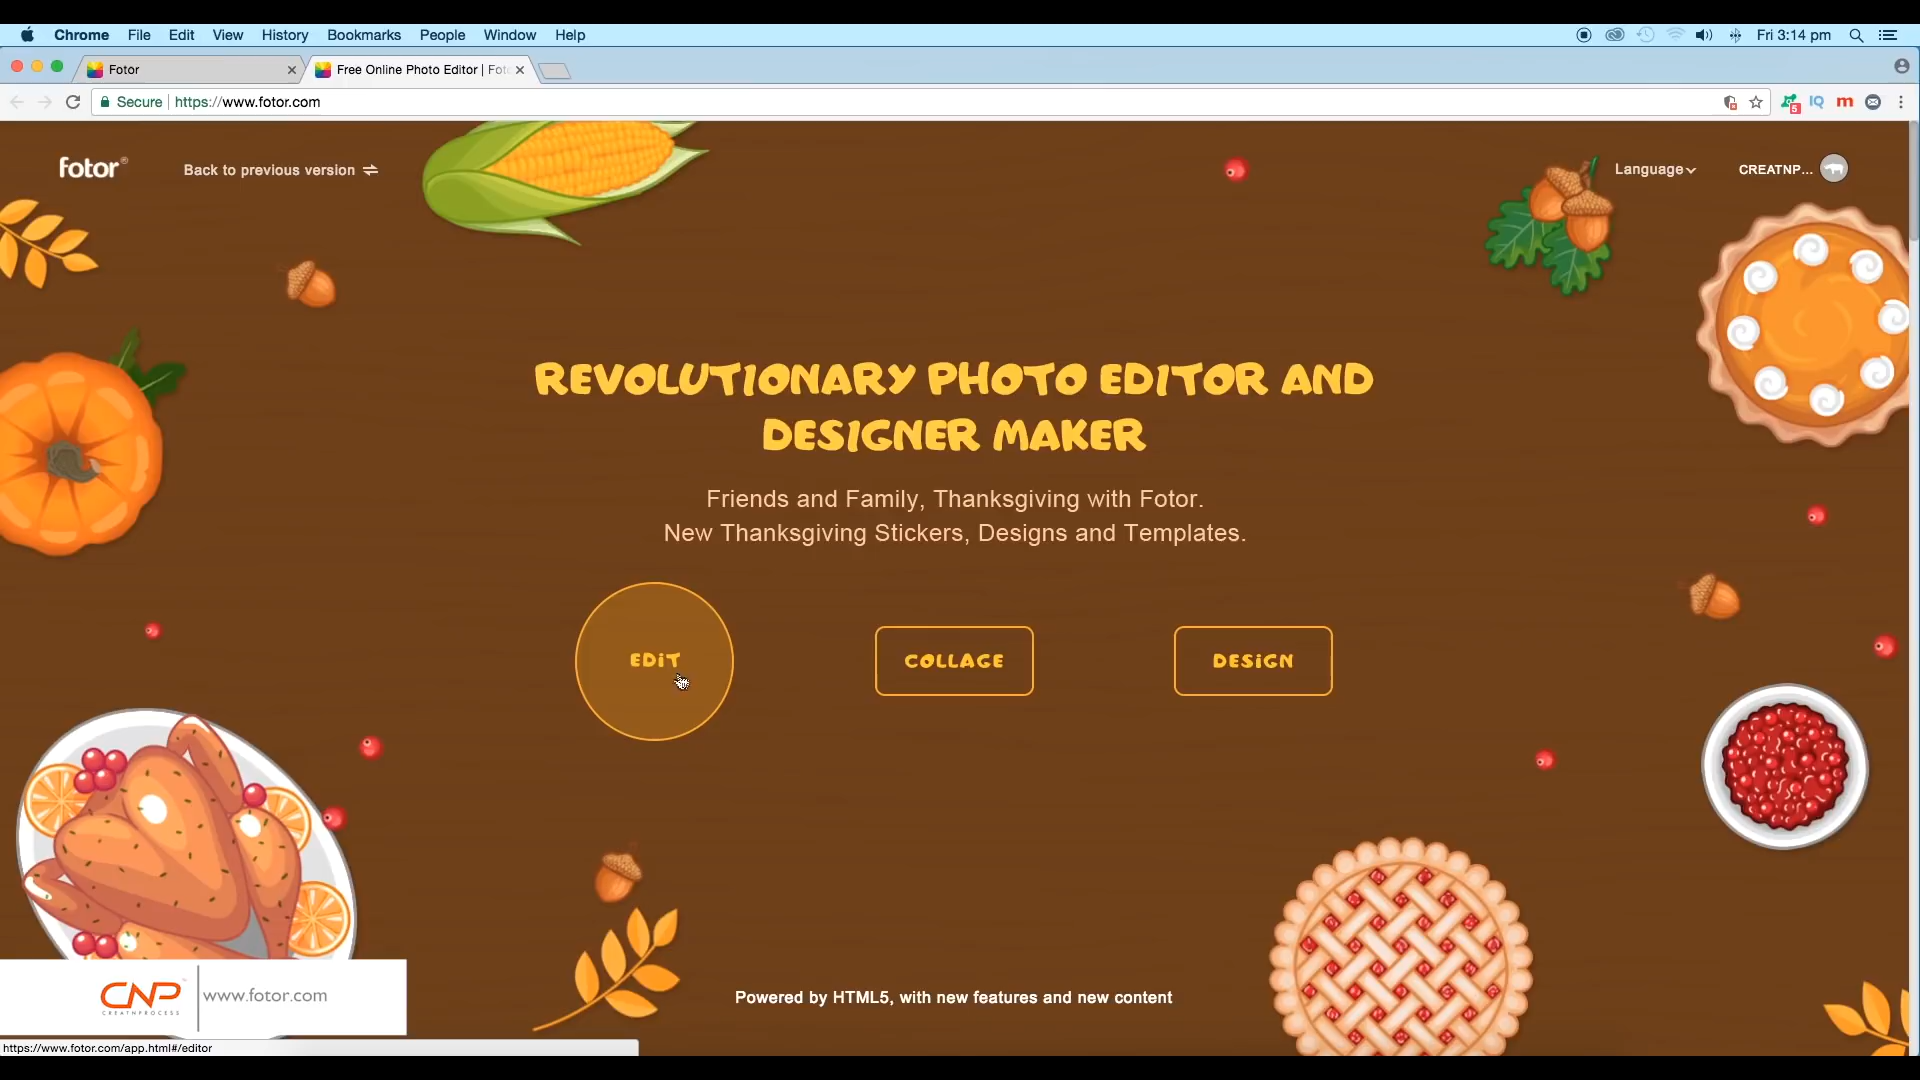 Chrome File Edit View History Bookmarks People Window Help Fri 3:14 pm
Fotor Free Online Photo Editor | Fot
Secure https://www.fotor.com 5 IQ m
fotor® Back to previous version Language CREATNP...
REVOLUTIONARY PHOTO EDITOR AND
DESIGNER MAKER
Friends and Family, Thanksgiving with Fotor.
New Thanksgiving Stickers, Designs and Templates.
EDIT COLLAGE DESIGN
Powered by HTML5, with new features and new content
CNP www.fotor.com
CREATNPROCESS
https://www.fotor.com/app.html#/editor